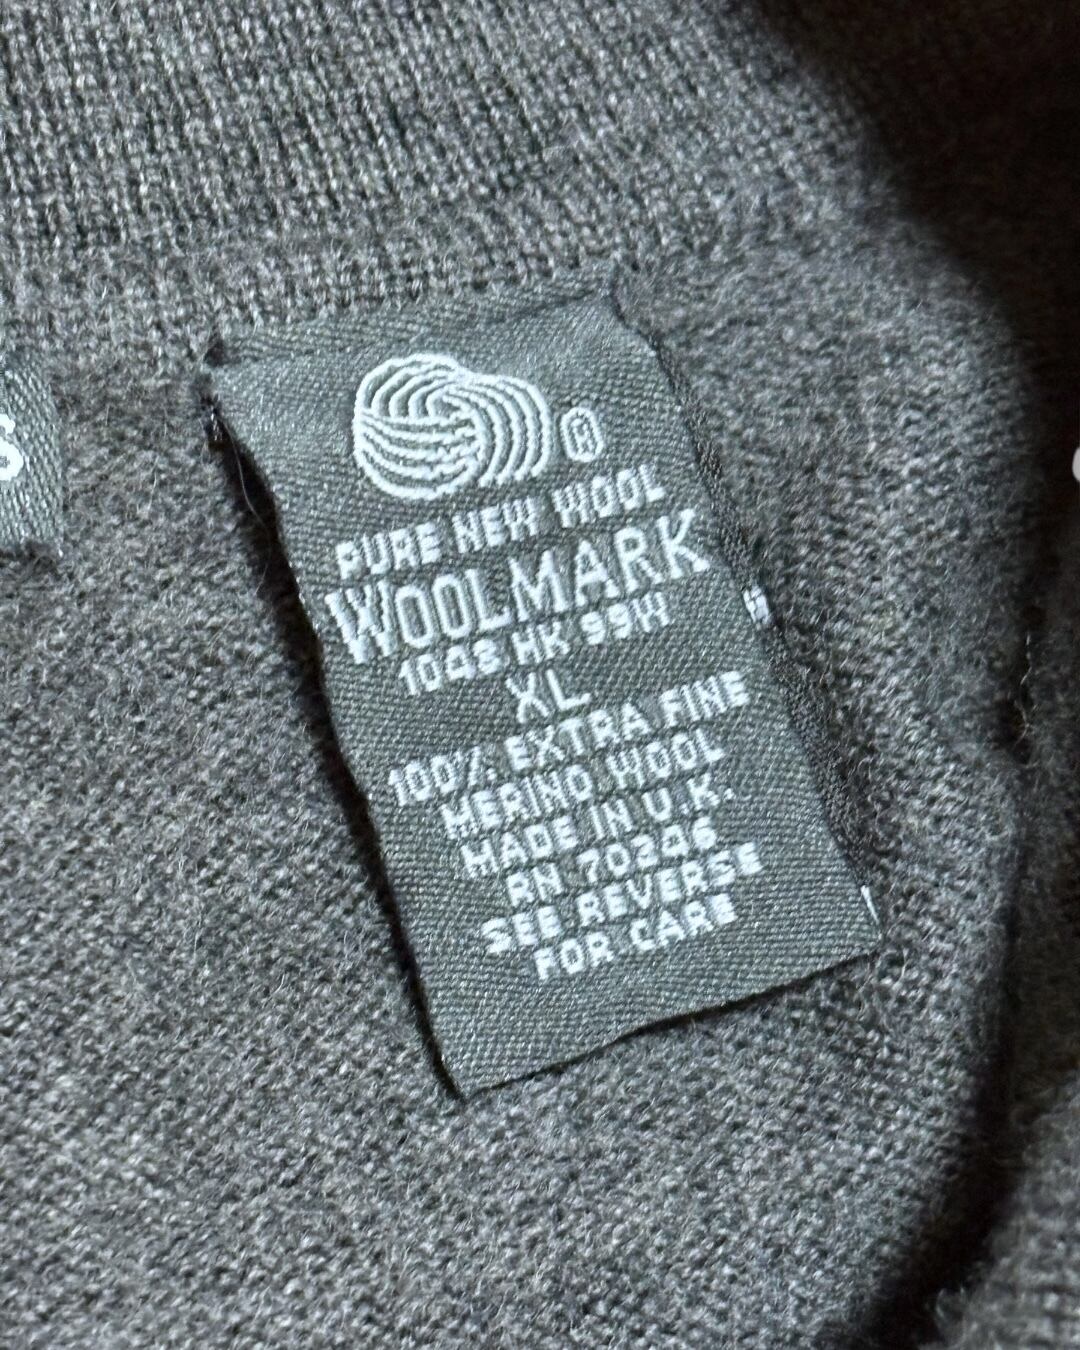 S
®
PURE NEW WOOL
WOOLMARK
1048 HK 99H
XL
100% EXTRA FINE
MERINO WOOL
MADE IN U.K.
RN 70246
SEE REVERSE
FOR CARE